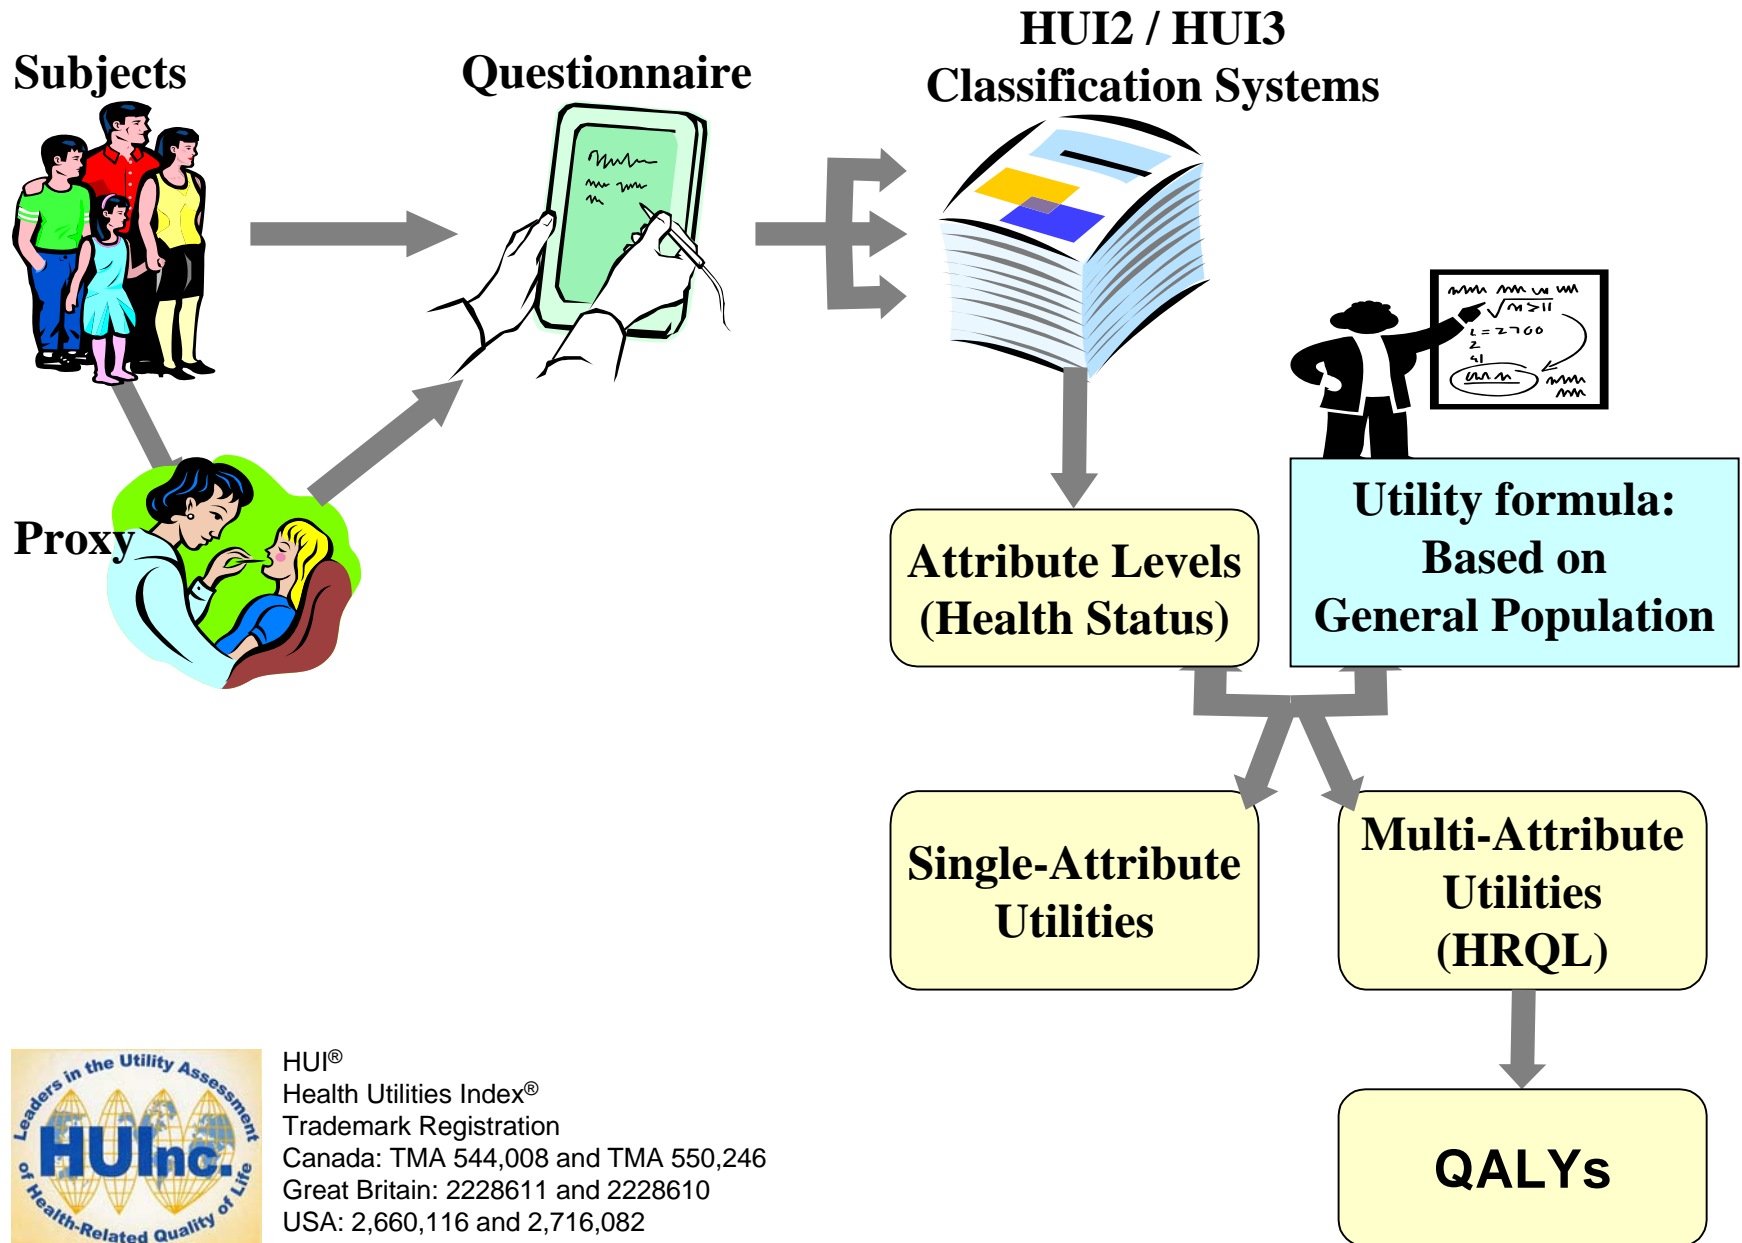 HUI2 / HUI3
Classification Systems
Subjects
Questionnaire
Proxy
L = 2700
2
Attribute Levels
(Health Status)
Utility formula:
Based on
General Population
Single-Attribute
Utilities
Multi-Attribute
Utilities
(HRQL)
QALYs
Leaders in the Utility Assessment
HUInc.
of Health-Related Quality of Life
HUI®
Health Utilities Index®
Trademark Registration
Canada: TMA 544,008 and TMA 550,246
Great Britain: 2228611 and 2228610
USA: 2,660,116 and 2,716,082